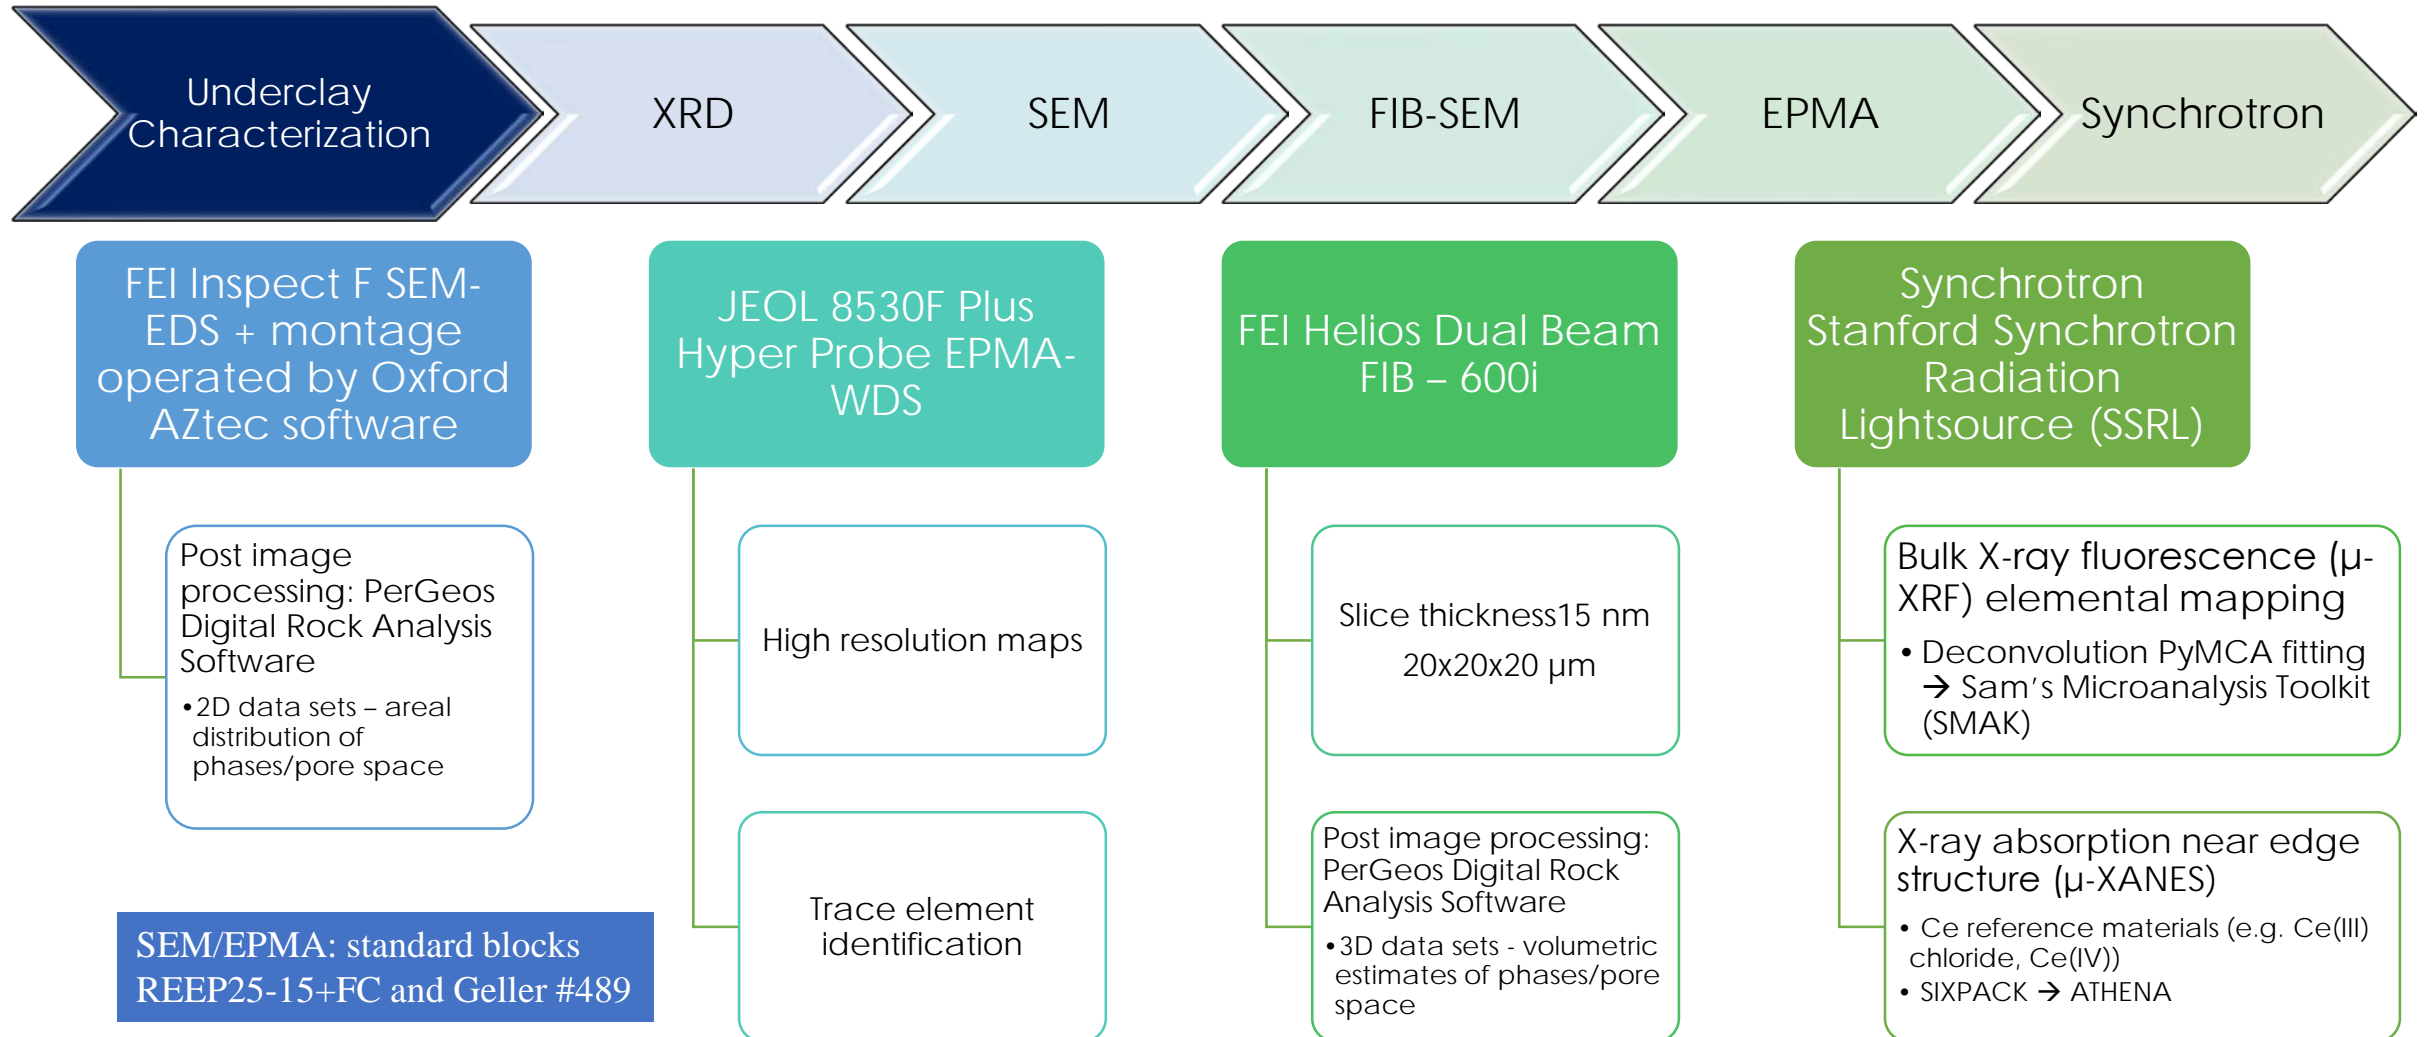 Underclay
Characterization
XRD
SEM
FIB-SEM
EPMA
Synchrotron
FEI Inspect F SEM-
EDS + montage
operated by Oxford
AZtec software
Post image
processing: PerGeos
Digital Rock Analysis
Software
•2D data sets – areal
distribution of
phases/pore space
SEM/EPMA: standard blocks
REEP25-15+FC and Geller #489
JEOL 8530F Plus
Hyper Probe EPMA-
WDS
High resolution maps
Trace element
identification
FEI Helios Dual Beam
FIB – 600i
Slice thickness15 nm
20x20x20 µm
Post image processing:
PerGeos Digital Rock
Analysis Software
•3D data sets - volumetric
estimates of phases/pore
space
Synchrotron
Stanford Synchrotron
Radiation
Lightsource (SSRL)
Bulk X-ray fluorescence (µ-
XRF) elemental mapping
• Deconvolution PyMCA fitting
→ Sam's Microanalysis Toolkit
(SMAK)
X-ray absorption near edge
structure (µ-XANES)
• Ce reference materials (e.g. Ce(III)
chloride, Ce(IV))
• SIXPACK → ATHENA